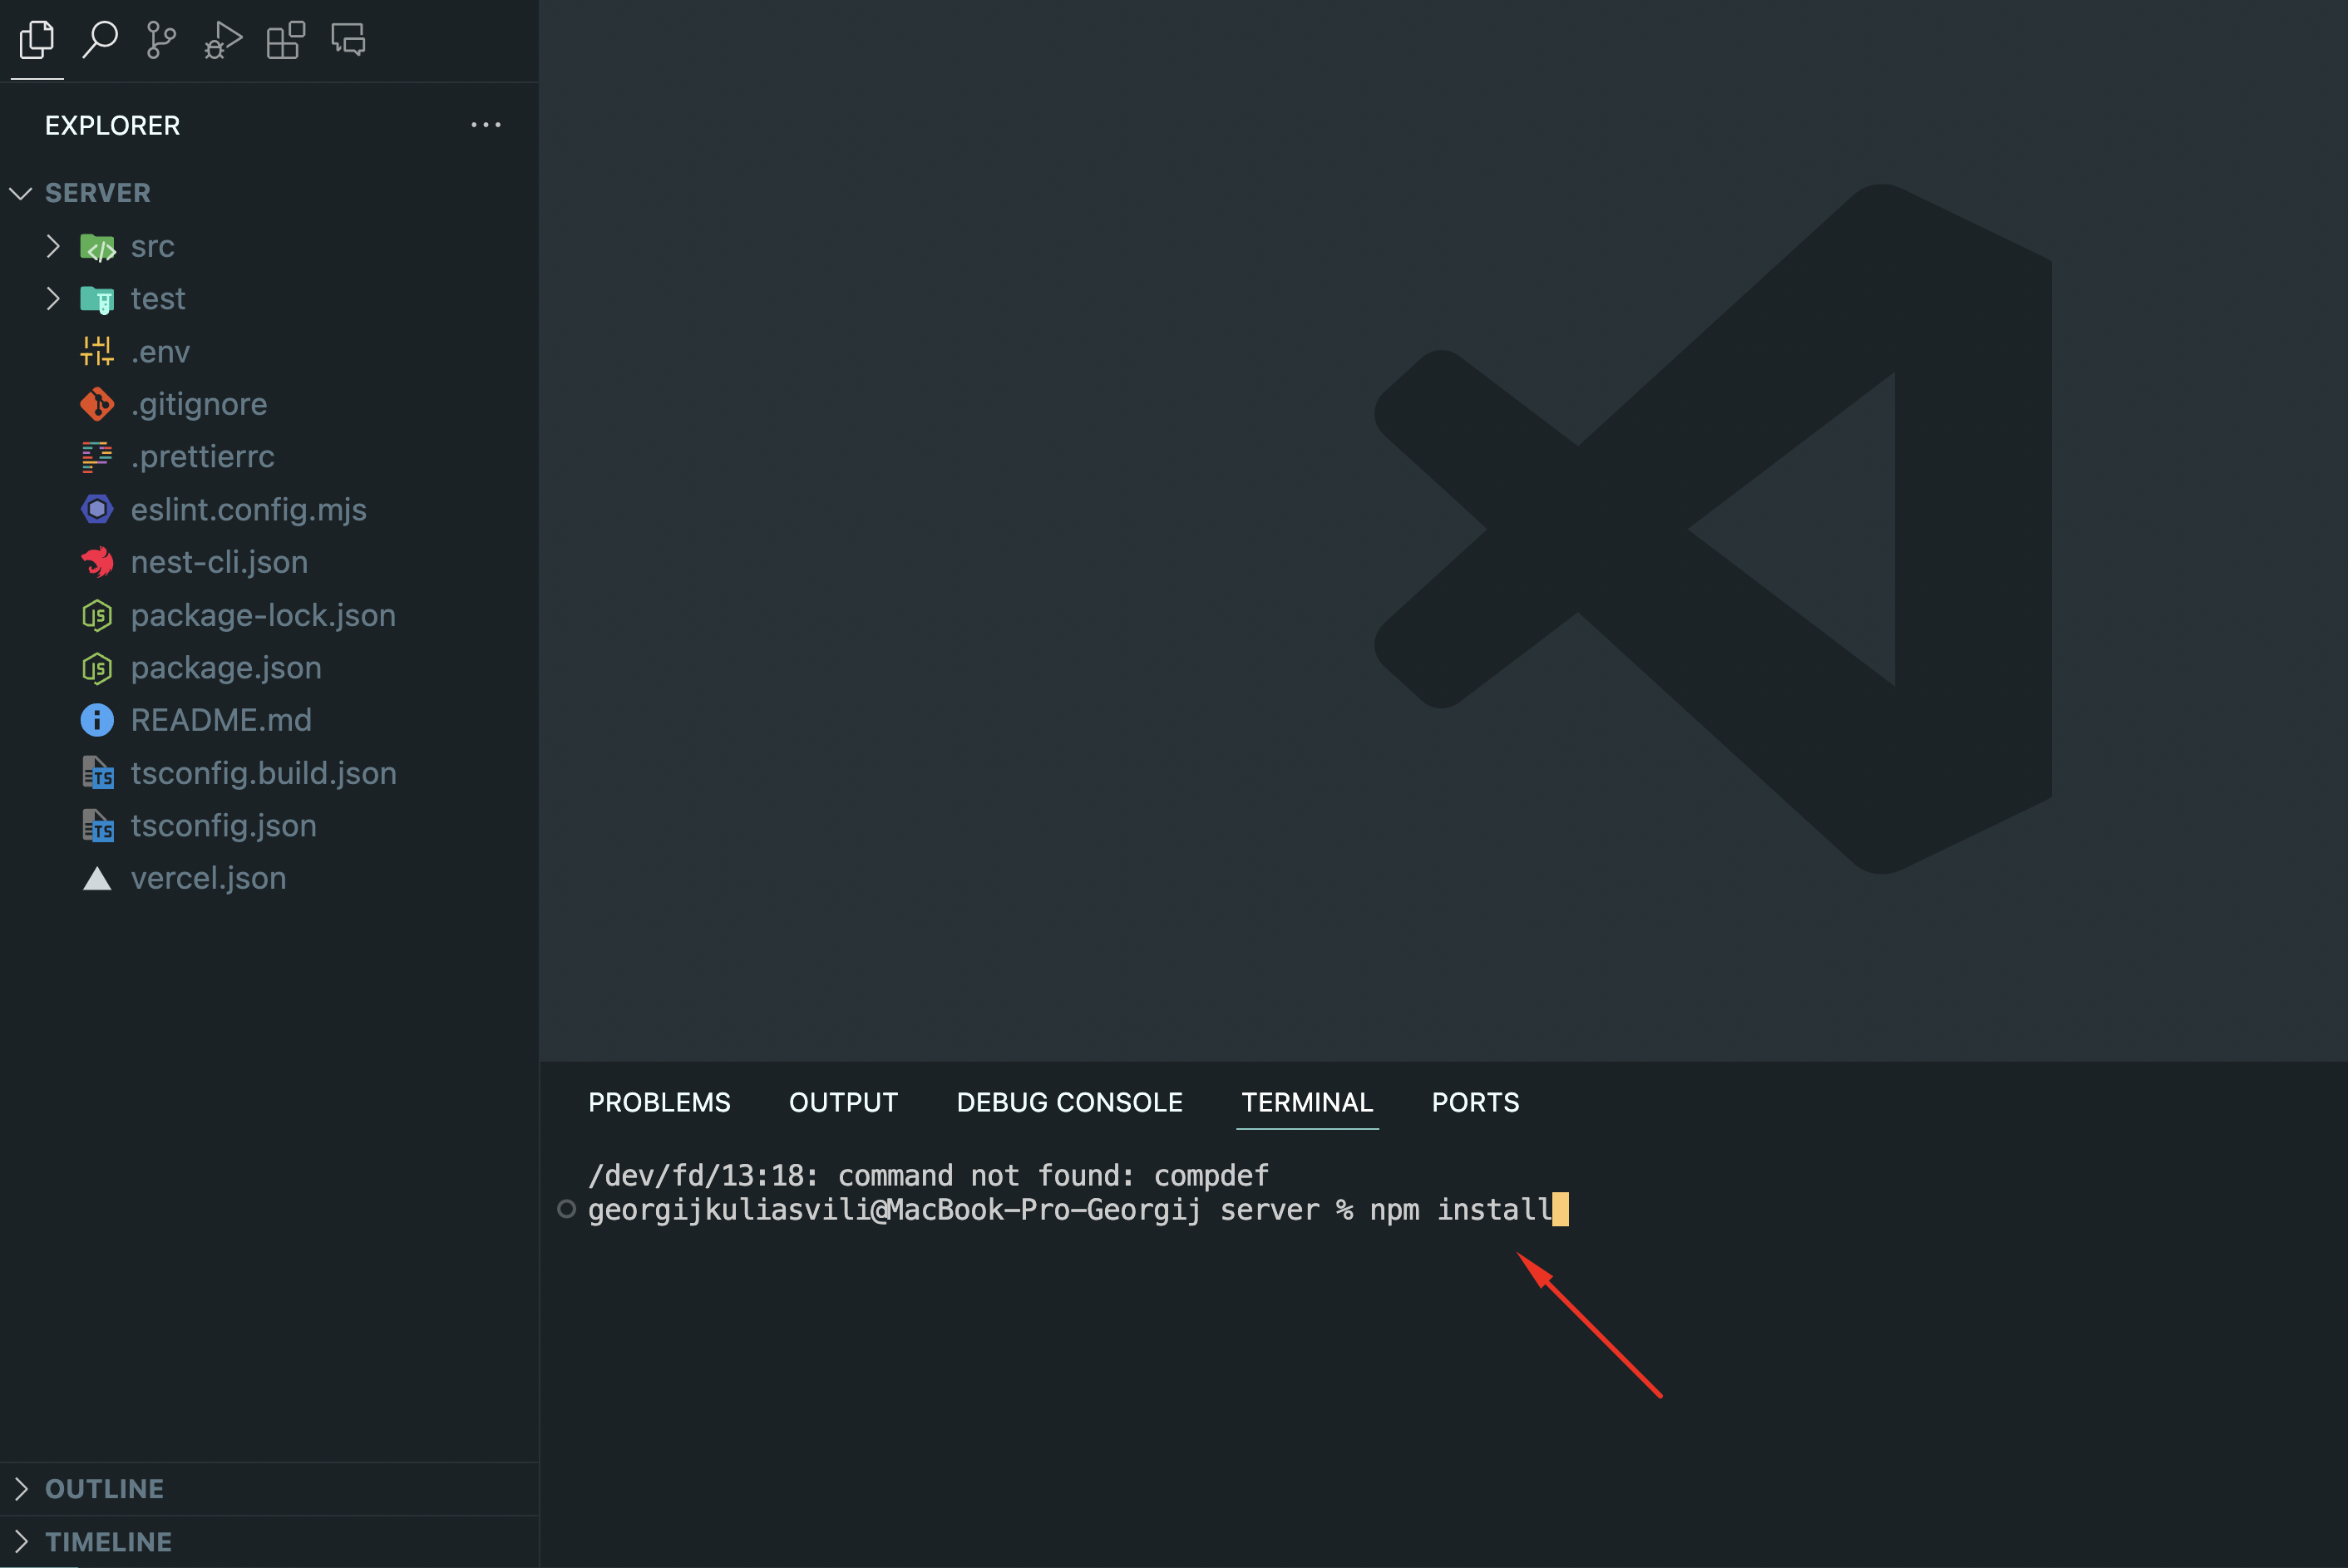 EXPLORER
SERVER
src
test
.env
.gitignore
.prettierrc
eslint.config.mjs
nest-cli.json
package-lock.json
package.json
README.md
tsconfig.build.json
tsconfig.json
vercel.json
OUTLINE
TIMELINE
PROBLEMS OUTPUT DEBUG CONSOLE TERMINAL PORTS
/dev/fd/13:18: command not found: compdef
georgijkuliasvili@MacBook-Pro-Georgij server % npm install